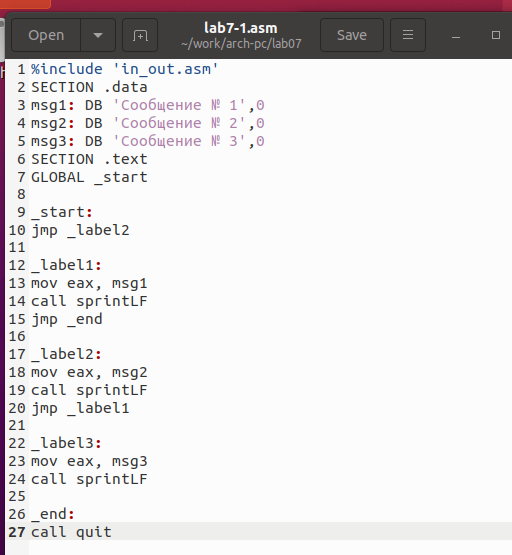 lab7-1.asm
Open
~/work/arch-pc/lab07
Save
1 %include 'in_out.asm'
2 SECTION .data
3 msg1: DB 'Сообщение № 1',0
4 msg2: DB 'Сообщение № 2',0
5 msg3: DB 'Сообщение № 3',0
6 SECTION .text
7 GLOBAL _start
8
9 _start:
10 jmp _label2
11
12 _label1:
13 mov eax, msg1
14 call sprintLF
15 jmp _end
16
17 _label2:
18 mov eax, msg2
19 call sprintLF
20 jmp _label1
21
22 _label3:
23 mov eax, msg3
24 call sprintLF
25
26 _end:
27 call quit